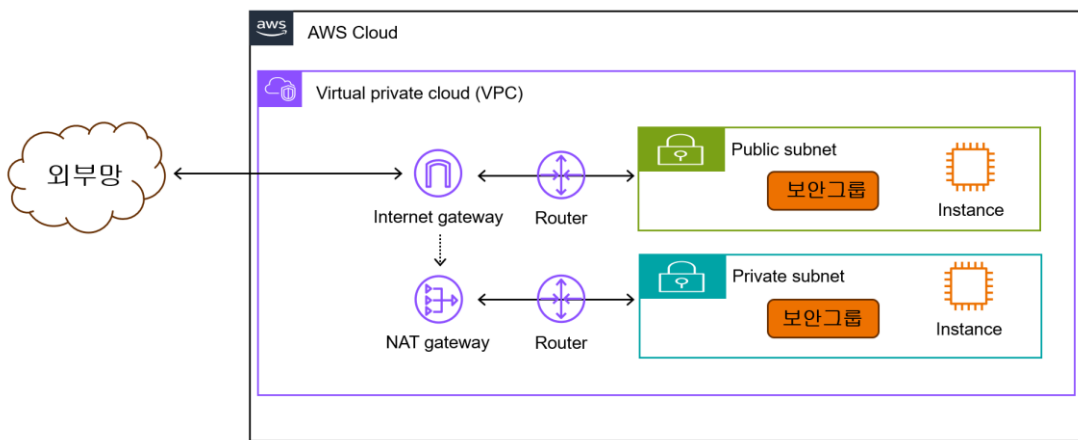 aws
AWS Cloud
Virtual private cloud (VPC)
외부망
Internet gateway
Router
Public subnet
보안그룹
Instance
NAT gateway
Router
Private subnet
보안그룹
Instance